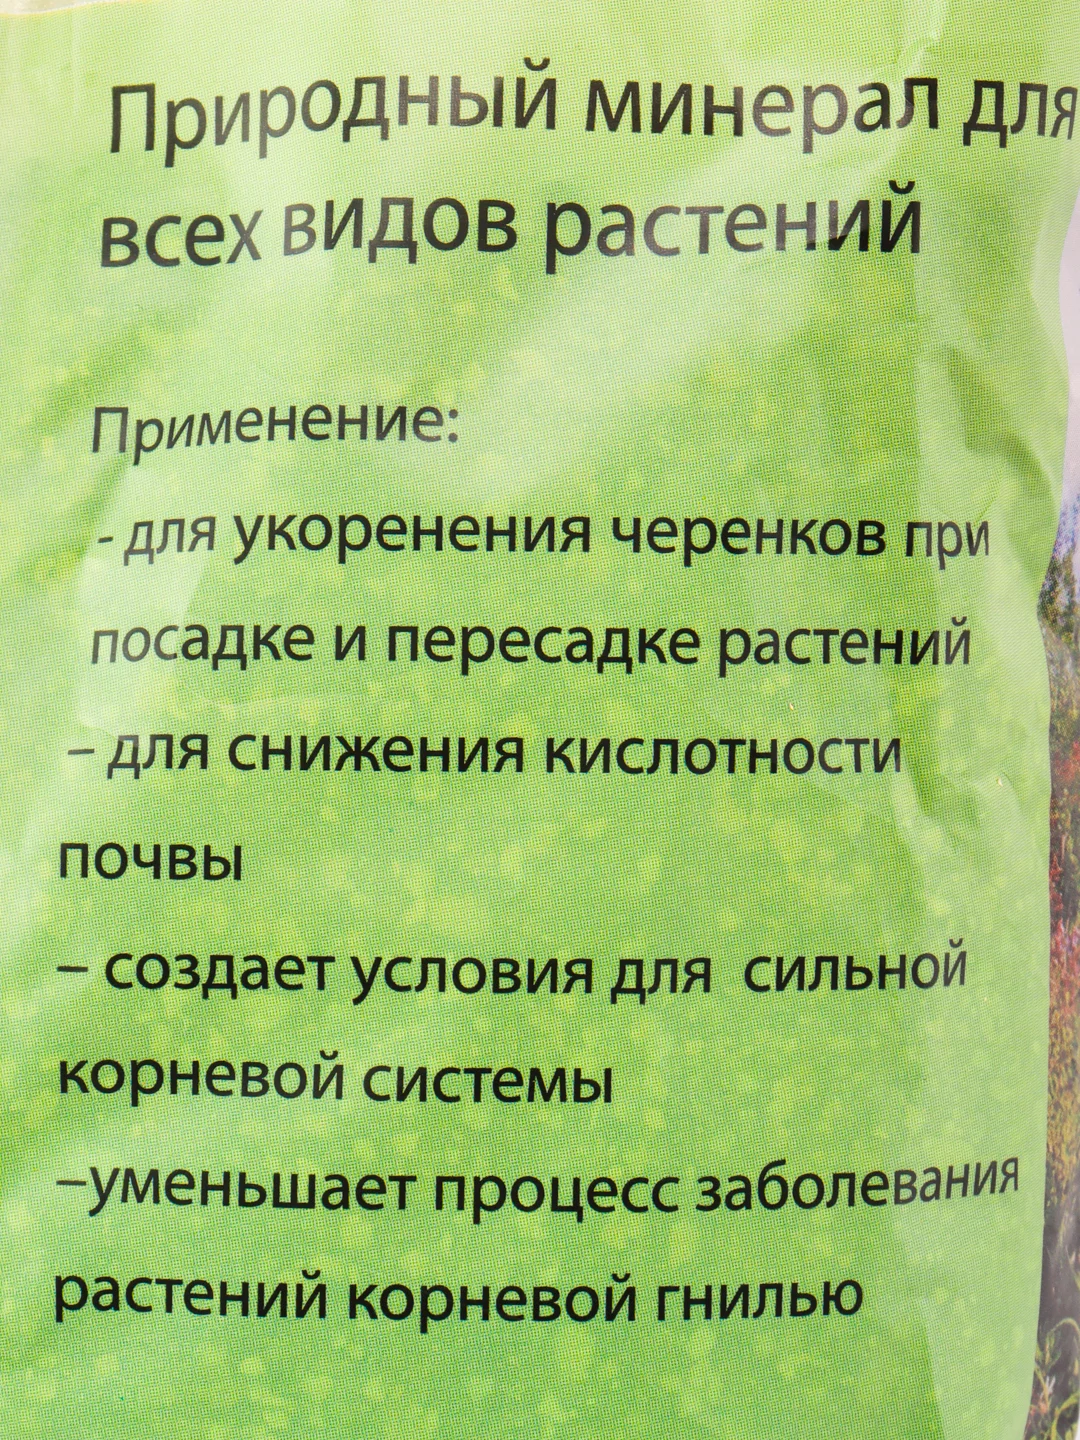 Природный минерал для
всех видов растений
Применение:
- для укоренения черенков при
посадке и пересадке растений
– для снижения кислотности
почвы
– создает условия для сильной
корневой системы
–уменьшает процесс заболевания
растений корневой гнилью